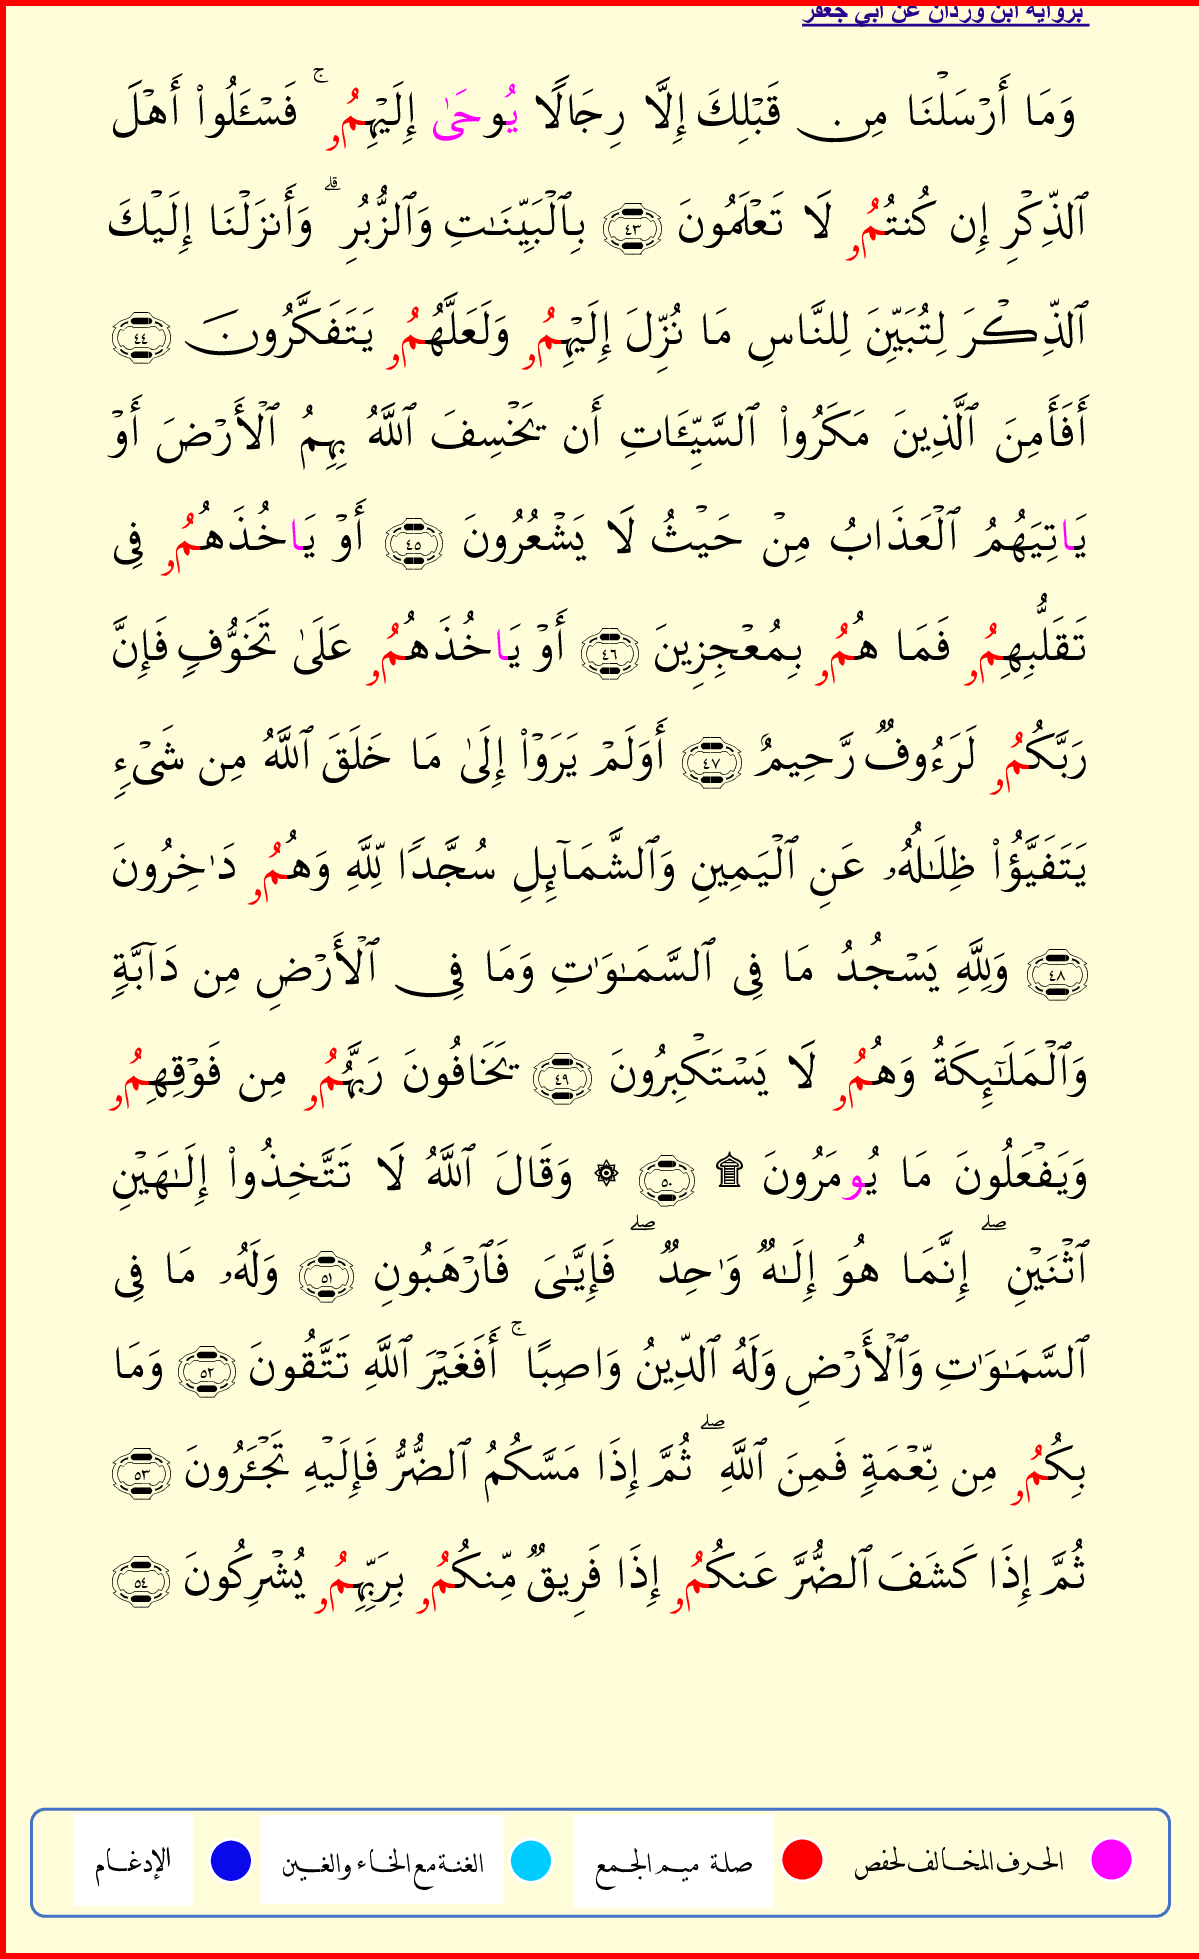 برواية ابن وردان عن أبي جعفر
وَمَا أَرۡسَلۡنَا مِن قَبۡلِكَ إِلَّا رِجَالٗا يُوحَىٰٓ إِلَيۡهِمُۥ ۚ فَسۡـَٔلُواْ أَهۡلَ
ٱلذِّكۡرِ إِن كُنتُمُۥ لَا تَعۡلَمُونَ ٤٣ بِٱلۡبَيِّنَٰتِ وَٱلزُّبُرِ ۗ وَأَنزَلۡنَا إِلَيۡكَ
ٱلذِّكۡرَ لِتُبَيِّنَ لِلنَّاسِ مَا نُزِّلَ إِلَيۡهِمُۥ وَلَعَلَّهُمُۥ يَتَفَكَّرُونَ ٤٤
أَفَأَمِنَ ٱلَّذِينَ مَكَرُواْ ٱلسَّيِّـَٔاتِ أَن يَخۡسِفَ ٱللَّهُ بِهِمُ ٱلۡأَرۡضَ أَوۡ
يَاتِيَهُمُ ٱلۡعَذَابُ مِنۡ حَيۡثُ لَا يَشۡعُرُونَ ٤٥ أَوۡ يَاخُذَهُمُۥ فِي
تَقَلُّبِهِمُۥ فَمَا هُمُۥ بِمُعۡجِزِينَ ٤٦ أَوۡ يَاخُذَهُمُۥ عَلَىٰ تَخَوُّفٖ فَإِنَّ
رَبَّكُمُۥ لَرَءُوفٞ رَّحِيمٌ ٤٧ أَوَلَمۡ يَرَوۡاْ إِلَىٰ مَا خَلَقَ ٱللَّهُ مِن شَيۡءٖ
يَتَفَيَّؤُاْ ظِلَٰلُهُۥ عَنِ ٱلۡيَمِينِ وَٱلشَّمَآئِلِ سُجَّدٗا لِّلَّهِ وَهُمُۥ دَٰخِرُونَ
٤٨ وَلِلَّهِ يَسۡجُدُۤ مَا فِي ٱلسَّمَٰوَٰتِ وَمَا فِي ٱلۡأَرۡضِ مِن دَآبَّةٖ
وَٱلۡمَلَٰٓئِكَةُ وَهُمُۥ لَا يَسۡتَكۡبِرُونَ ٤٩ يَخَافُونَ رَبَّهُمُۥ مِن فَوۡقِهِمُۥ
وَيَفۡعَلُونَ مَا يُومَرُونَ ۩ ٥٠ ۞ وَقَالَ ٱللَّهُ لَا تَتَّخِذُواْ إِلَٰهَيۡنِ
ٱثۡنَيۡنِ ۖ إِنَّمَا هُوَ إِلَٰهٞ وَٰحِدٞ ۖ فَإِيَّٰيَ فَٱرۡهَبُونِ ٥١ وَلَهُۥ مَا فِي
ٱلسَّمَٰوَٰتِ وَٱلۡأَرۡضِ وَلَهُ ٱلدِّينُ وَاصِبًا ۚ أَفَغَيۡرَ ٱللَّهِ تَتَّقُونَ ٥٢ وَمَا
بِكُمُۥ مِن نِّعۡمَةٖ فَمِنَ ٱللَّهِ ۖ ثُمَّ إِذَا مَسَّكُمُ ٱلضُّرُّ فَإِلَيۡهِ تَجۡـَٔرُونَ ٥٣
ثُمَّ إِذَا كَشَفَ ٱلضُّرَّ عَنكُمُۥ إِذَا فَرِيقٞ مِّنكُمُۥ بِرَبِّهِمُۥ يُشۡرِكُونَ ٥٤
الحرف المخالف لحفص صلة ميم الجمع الغنة مع الخاء والغين الإدغام